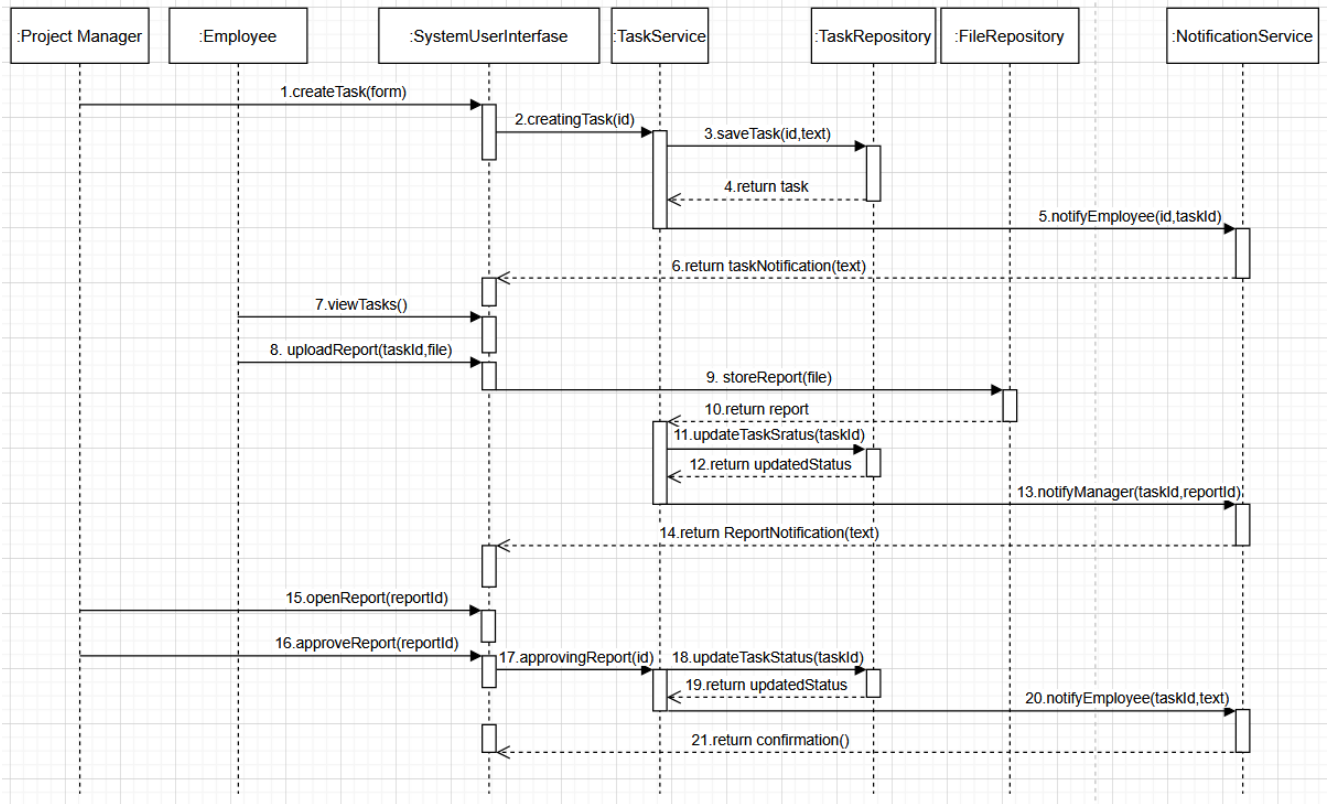 :Project Manager
:Employee
:SystemUserInterfase
:TaskService
:TaskRepository
:FileRepository
:NotificationService
1.createTask(form)
2.creatingTask(id)
3.saveTask(id,text)
4.return task
5.notifyEmployee(id,taskId)
6.return taskNotification(text)
7.viewTasks()
8. uploadReport(taskId,file)
9. storeReport(file)
10.return report
11.updateTaskSratus(taskId)
12.return updatedStatus
13.notifyManager(taskId,reportId)
14.return ReportNotification(text)
15.openReport(reportId)
16.approveReport(reportId)
17.approvingReport(id)
18.updateTaskStatus(taskId)
19.return updatedStatus
20.notifyEmployee(taskId,text)
21.return confirmation()